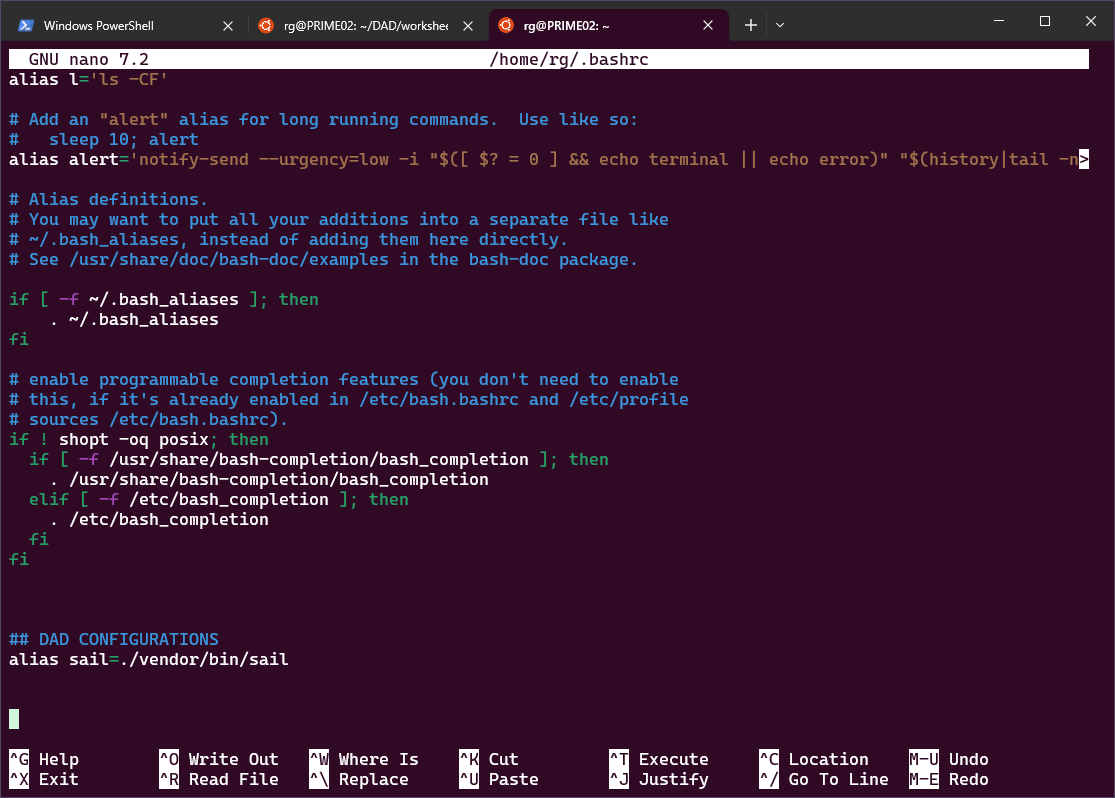 Windows PowerShell
rg@PRIME02: ~/DAD/workshee
rg@PRIME02: ~
GNU nano 7.2 /home/rg/.bashrc
alias l='ls -CF'
# Add an "alert" alias for long running commands.  Use like so:
#   sleep 10; alert
alias alert='notify-send --urgency=low -i "$([ $? = 0 ] && echo terminal || echo error)" "$(history|tail -n>
# Alias definitions.
# You may want to put all your additions into a separate file like
# ~/.bash_aliases, instead of adding them here directly.
# See /usr/share/doc/bash-doc/examples in the bash-doc package.
if [ -f ~/.bash_aliases ]; then
    . ~/.bash_aliases
fi
# enable programmable completion features (you don't need to enable
# this, if it's already enabled in /etc/bash.bashrc and /etc/profile
# sources /etc/bash.bashrc).
if ! shopt -oq posix; then
  if [ -f /usr/share/bash-completion/bash_completion ]; then
    . /usr/share/bash-completion/bash_completion
  elif [ -f /etc/bash_completion ]; then
    . /etc/bash_completion
  fi
fi
## DAD CONFIGURATIONS
alias sail=./vendor/bin/sail
^G Help ^O Write Out ^W Where Is ^K Cut ^T Execute ^C Location M-U Undo
^X Exit ^R Read File ^\ Replace ^U Paste ^J Justify ^/ Go To Line M-E Redo